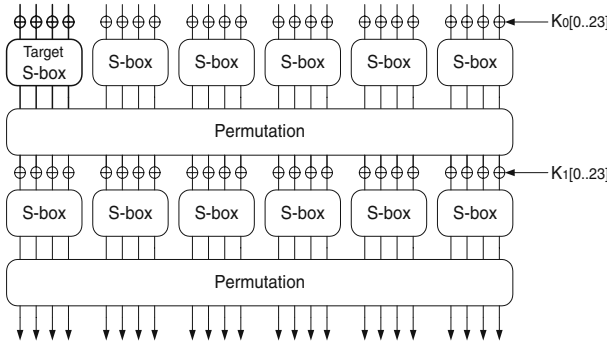 K0[0..23]
Target
S-box S-box S-box S-box S-box S-box
Permutation
K1[0..23]
S-box S-box S-box S-box S-box S-box
Permutation